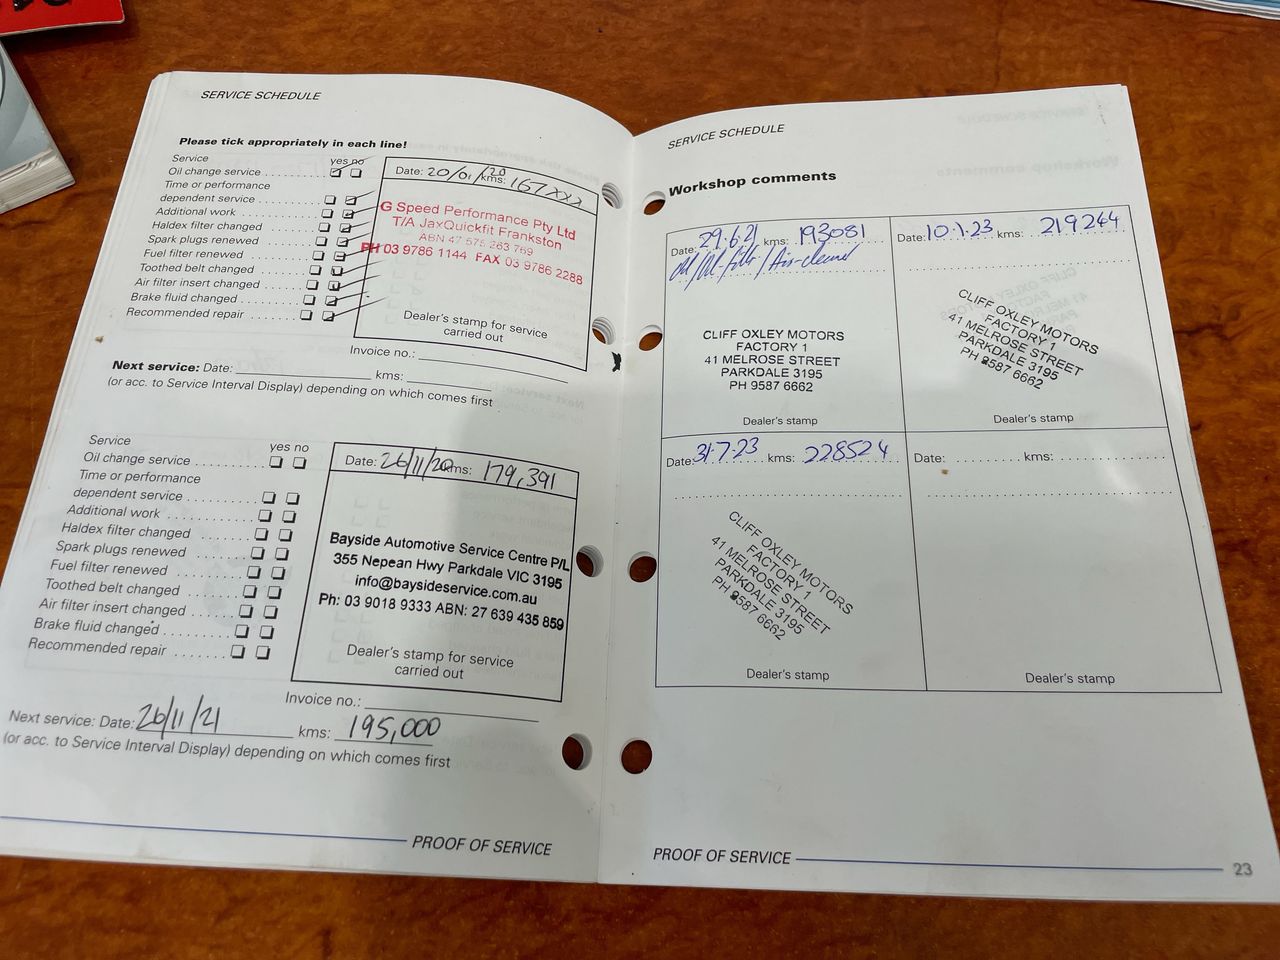 SERVICE SCHEDULE
Please tick appropriately in each line!
Service
yes no
Oil change service
Time or performance
dependent service
Additional work
Haldex filter changed
Spark plugs renewed
Fuel filter renewed
Toothed belt changed
Air filter insert changed
Brake fluid changed
Recommended repair
Date: 20/01/20 kms: 167xxx
G Speed Performance Pty Ltd
T/A JaxQuickfit Frankston
ABN 47 575 263 769
PH 03 9786 1144 FAX 03 9786 2288
Dealer's stamp for service
carried out
Invoice no.:
Next service: Date: kms:
(or acc. to Service Interval Display) depending on which comes first
Service
yes no
Oil change service
Time or performance
dependent service
Additional work
Haldex filter changed
Spark plugs renewed
Fuel filter renewed
Toothed belt changed
Air filter insert changed
Brake fluid changed
Recommended repair
Date: 26/11/20 kms: 179,391
Bayside Automotive Service Centre P/L
355 Nepean Hwy Parkdale VIC 3195
info@baysideservice.com.au
Ph: 03 9018 9333 ABN: 27 639 435 859
Dealer's stamp for service
carried out
Invoice no.:
Next service: Date: 26/11/21 kms: 195,000
(or acc. to Service Interval Display) depending on which comes first
PROOF OF SERVICE
SERVICE SCHEDULE
Workshop comments
Date: 29.6.21 kms: 193081
Oil/Oil-filter/Air-cleaner
CLIFF OXLEY MOTORS
FACTORY 1
41 MELROSE STREET
PARKDALE 3195
PH 9587 6662
Dealer's stamp
Date: 10.1.23 kms: 219244
CLIFF OXLEY MOTORS
FACTORY 1
41 MELROSE STREET
PARKDALE 3195
PH 9587 6662
Dealer's stamp
Date: 31.7.23 kms: 228524
CLIFF OXLEY MOTORS
FACTORY 1
41 MELROSE STREET
PARKDALE 3195
PH 9587 6662
Dealer's stamp
Date: kms:
Dealer's stamp
PROOF OF SERVICE
23